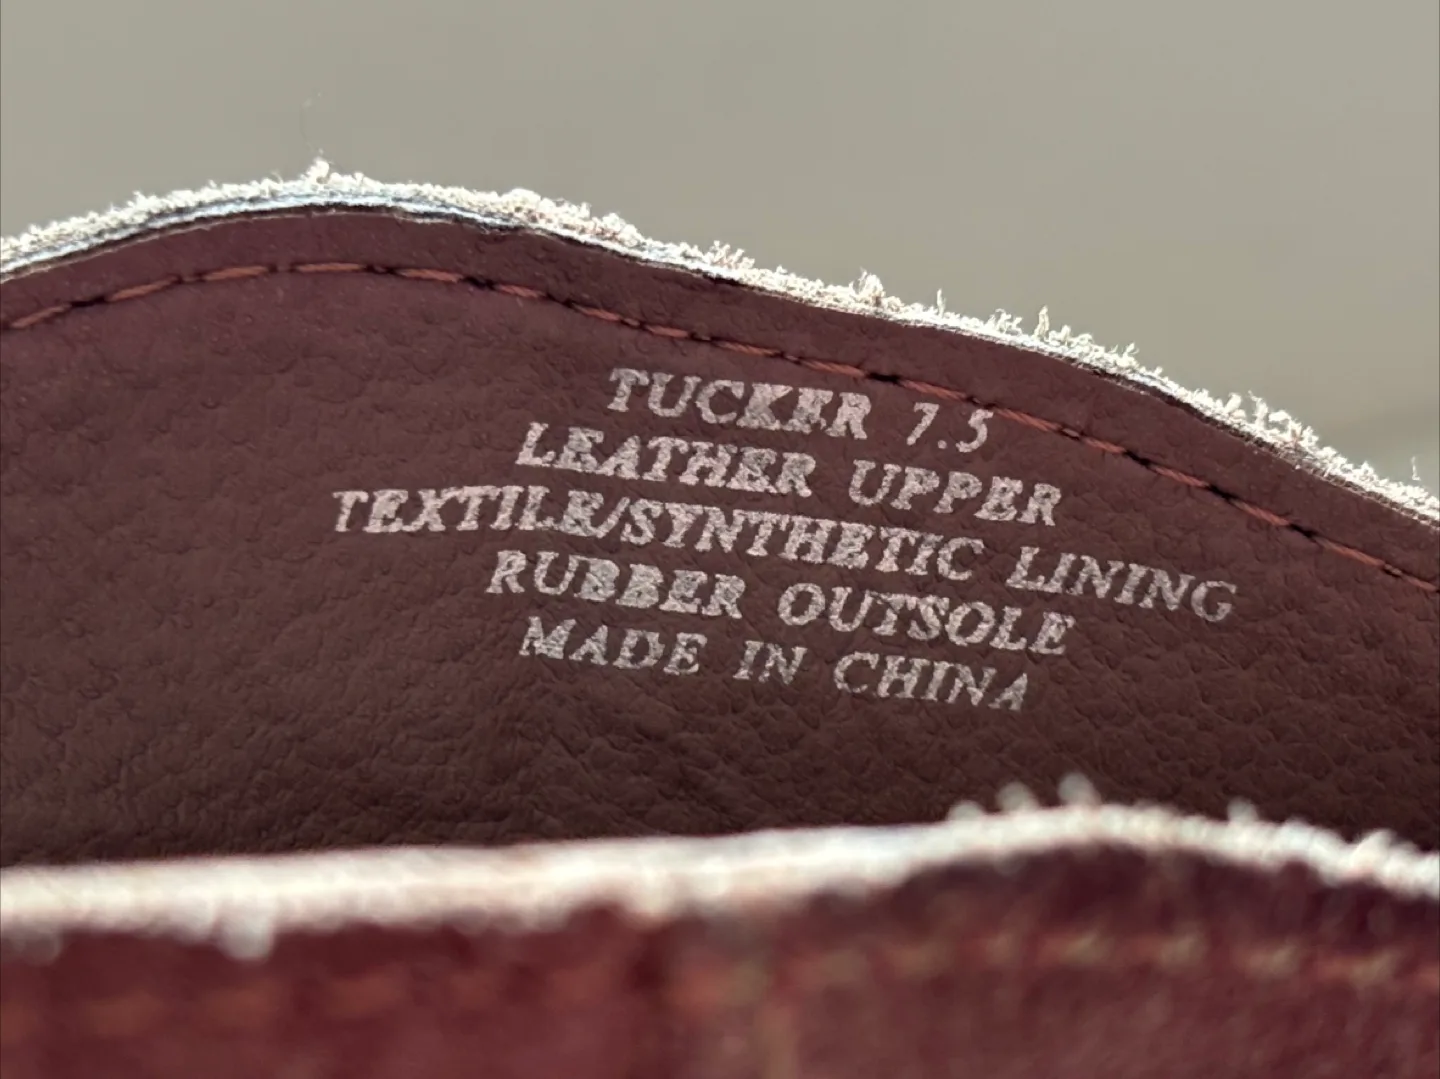 TUCKER 7.5
LEATHER UPPER
TEXTILE/SYNTHETIC LINING
RUBBER OUTSOLE
MADE IN CHINA